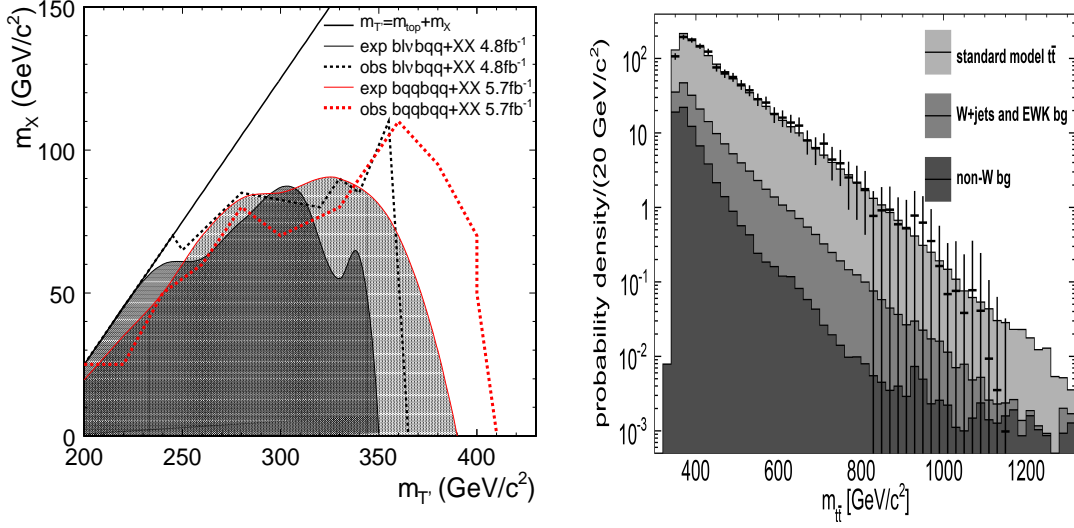 m_X (GeV/c²)
150
100
50
0
200
250
300
350
400
m_T' (GeV/c²)
m_T'=m_top+m_X
exp blνbqq+XX 4.8fb⁻¹
obs blνbqq+XX 4.8fb⁻¹
exp bqqbqq+XX 5.7fb⁻¹
obs bqqbqq+XX 5.7fb⁻¹
probability density/(20 GeV/c²)
10²
10
1
10⁻¹
10⁻²
10⁻³
400
600
800
1000
1200
m_tt̄ [GeV/c²]
standard model tt̄
W+jets and EWK bg
non-W bg